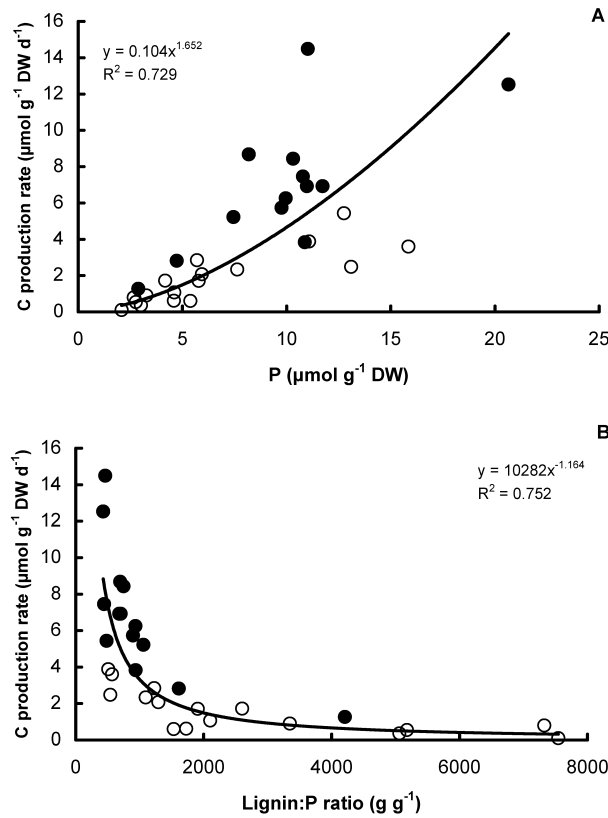 A
16
14
12
10
8
6
4
2
0
y = 0.104x^1.652
R² = 0.729
C production rate (µmol g⁻¹ DW d⁻¹)
0 5 10 15 20 25
P (µmol g⁻¹ DW)
B
16
14
12
10
8
6
4
2
0
y = 10282x^-1.164
R² = 0.752
C production rate (µmol g⁻¹ DW d⁻¹)
0 2000 4000 6000 8000
Lignin:P ratio (g g⁻¹)